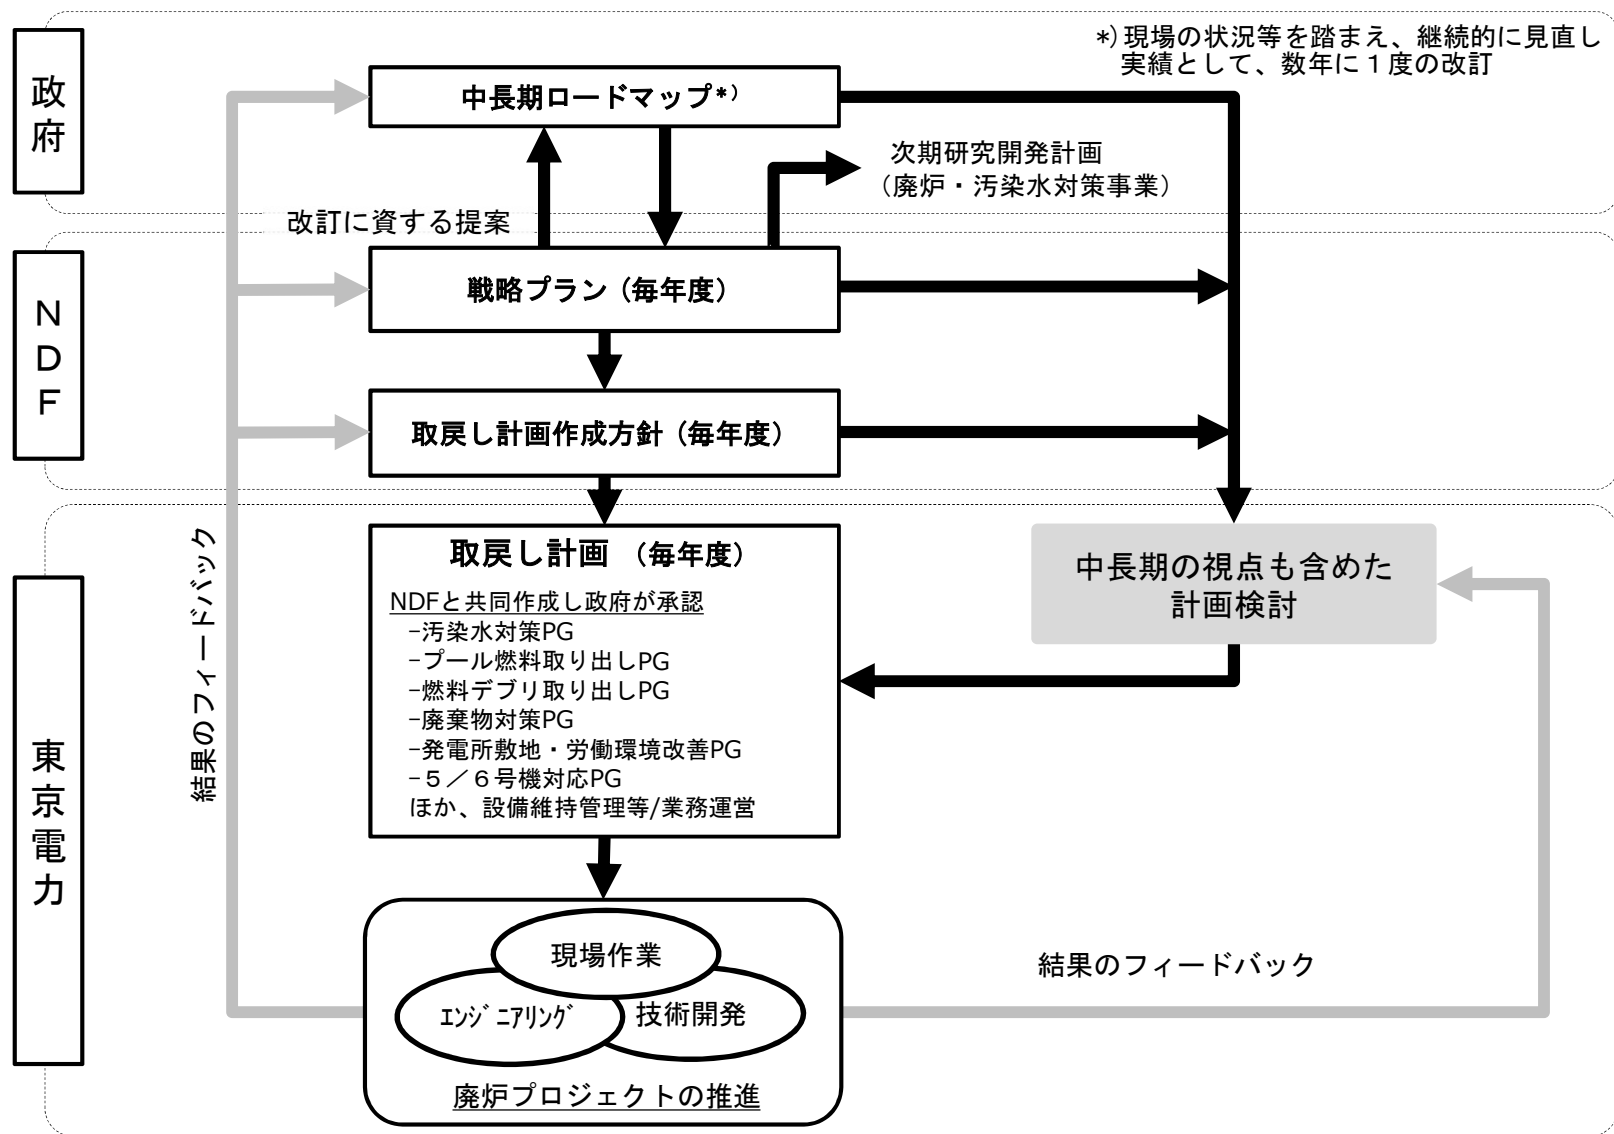 政府
*)現場の状況等を踏まえ、継続的に見直し
実績として、数年に１度の改訂
中長期ロードマップ*)
次期研究開発計画
（廃炉・汚染水対策事業）
改訂に資する提案
ＮＤＦ
戦略プラン（毎年度）
取戻し計画作成方針（毎年度）
東京電力
結果のフィードバック
取戻し計画 （毎年度）
NDFと共同作成し政府が承認
-汚染水対策PG
-プール燃料取り出しPG
-燃料デブリ取り出しPG
-廃棄物対策PG
-発電所敷地・労働環境改善PG
-５／６号機対応PG
ほか、設備維持管理等/業務運営
中長期の視点も含めた
計画検討
現場作業
ｴﾝｼﾞﾆｱﾘﾝｸﾞ
技術開発
廃炉プロジェクトの推進
結果のフィードバック